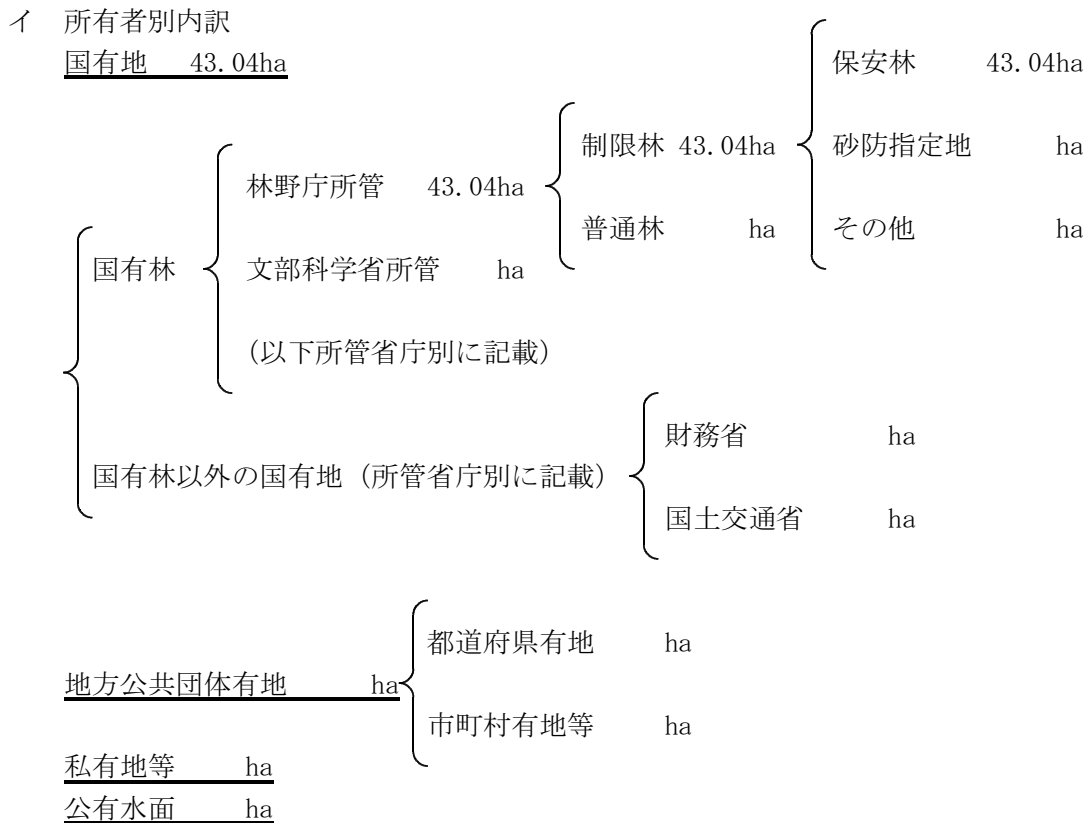 イ 所有者別内訳
国有地 43.04ha
保安林 43.04ha
制限林 43.04ha
砂防指定地 ha
林野庁所管 43.04ha
普通林 ha
その他 ha
国有林
文部科学省所管 ha
(以下所管省庁別に記載)
財務省 ha
国有林以外の国有地(所管省庁別に記載)
国土交通省 ha
都道府県有地 ha
地方公共団体有地 ha
市町村有地等 ha
私有地等 ha
公有水面 ha